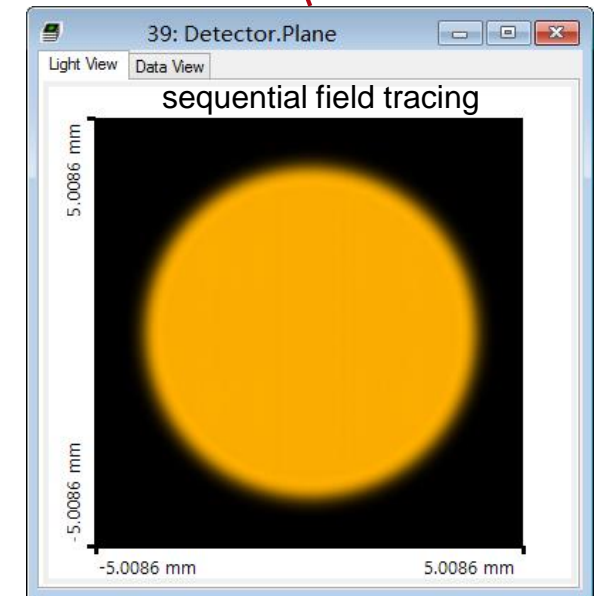 39: Detector.Plane
Light View Data View
sequential field tracing
5.0086 mm
-5.0086 mm
-5.0086 mm 5.0086 mm